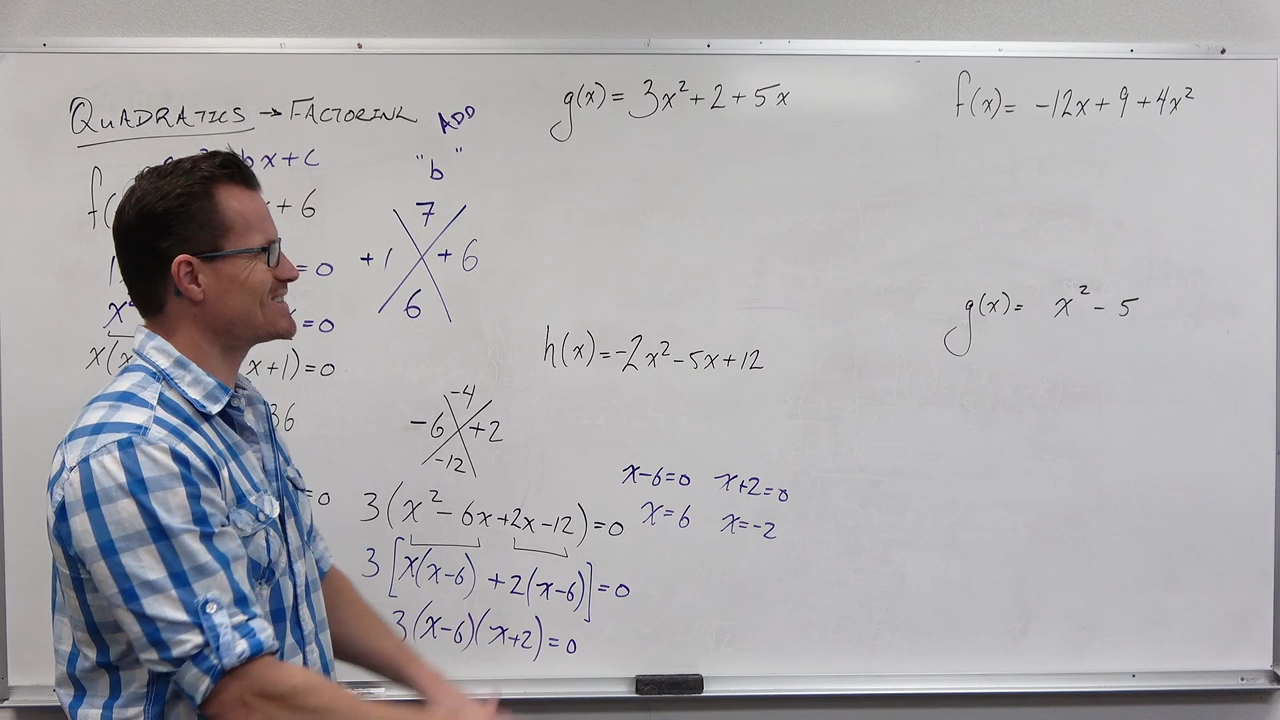 QUADRATICS → FACTORING
ADD
bx + c
"b"
f(
+ 6
7
+1 +6
6
= 0
= 0
x(x x+1) = 0
36
= 0
-4
-6 +2
-12
3(x² - 6x + 2x - 12) = 0
3[x(x-6) + 2(x-6)] = 0
3(x-6)(x+2) = 0
x-6=0 x+2=0
x=6 x=-2
g(x) = 3x² + 2 + 5x
h(x) = -2x² - 5x + 12
f(x) = -12x + 9 + 4x²
g(x) = x² - 5